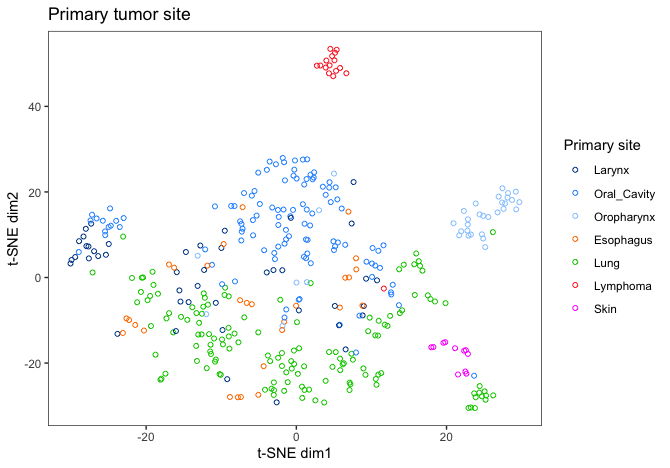 Primary tumor site
t-SNE dim2
40
20
0
-20
-20
0
20
t-SNE dim1
Primary site
Larynx
Oral_Cavity
Oropharynx
Esophagus
Lung
Lymphoma
Skin